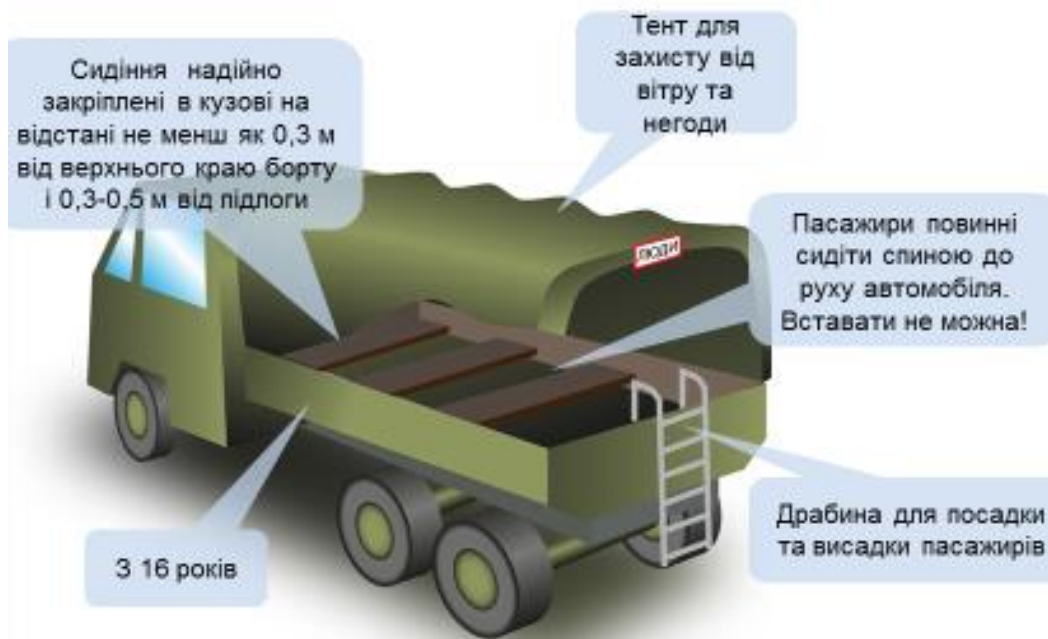 Сидіння надійно
закріплені в кузові на
відстані не менш як 0,3 м
від верхнього краю борту
і 0,3-0,5 м від підлоги
Тент для
захисту від
вітру та
негоди
люди
Пасажири повинні
сидіти спиною до
руху автомобіля.
Вставати не можна!
З 16 років
Драбина для посадки
та висадки пасажирів